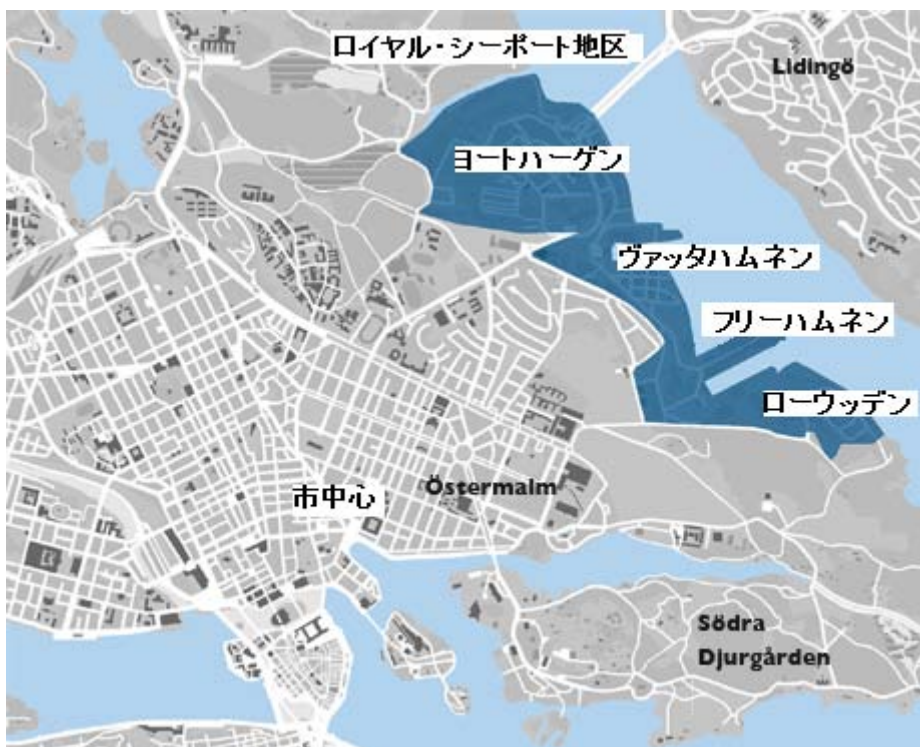 ロイヤル・シーポート地区
Lidingö
ヨートハーゲン
ヴァッタハムネン
フリーハムネン
ローウッデン
市中心
Östermalm
Södra
Djurgården